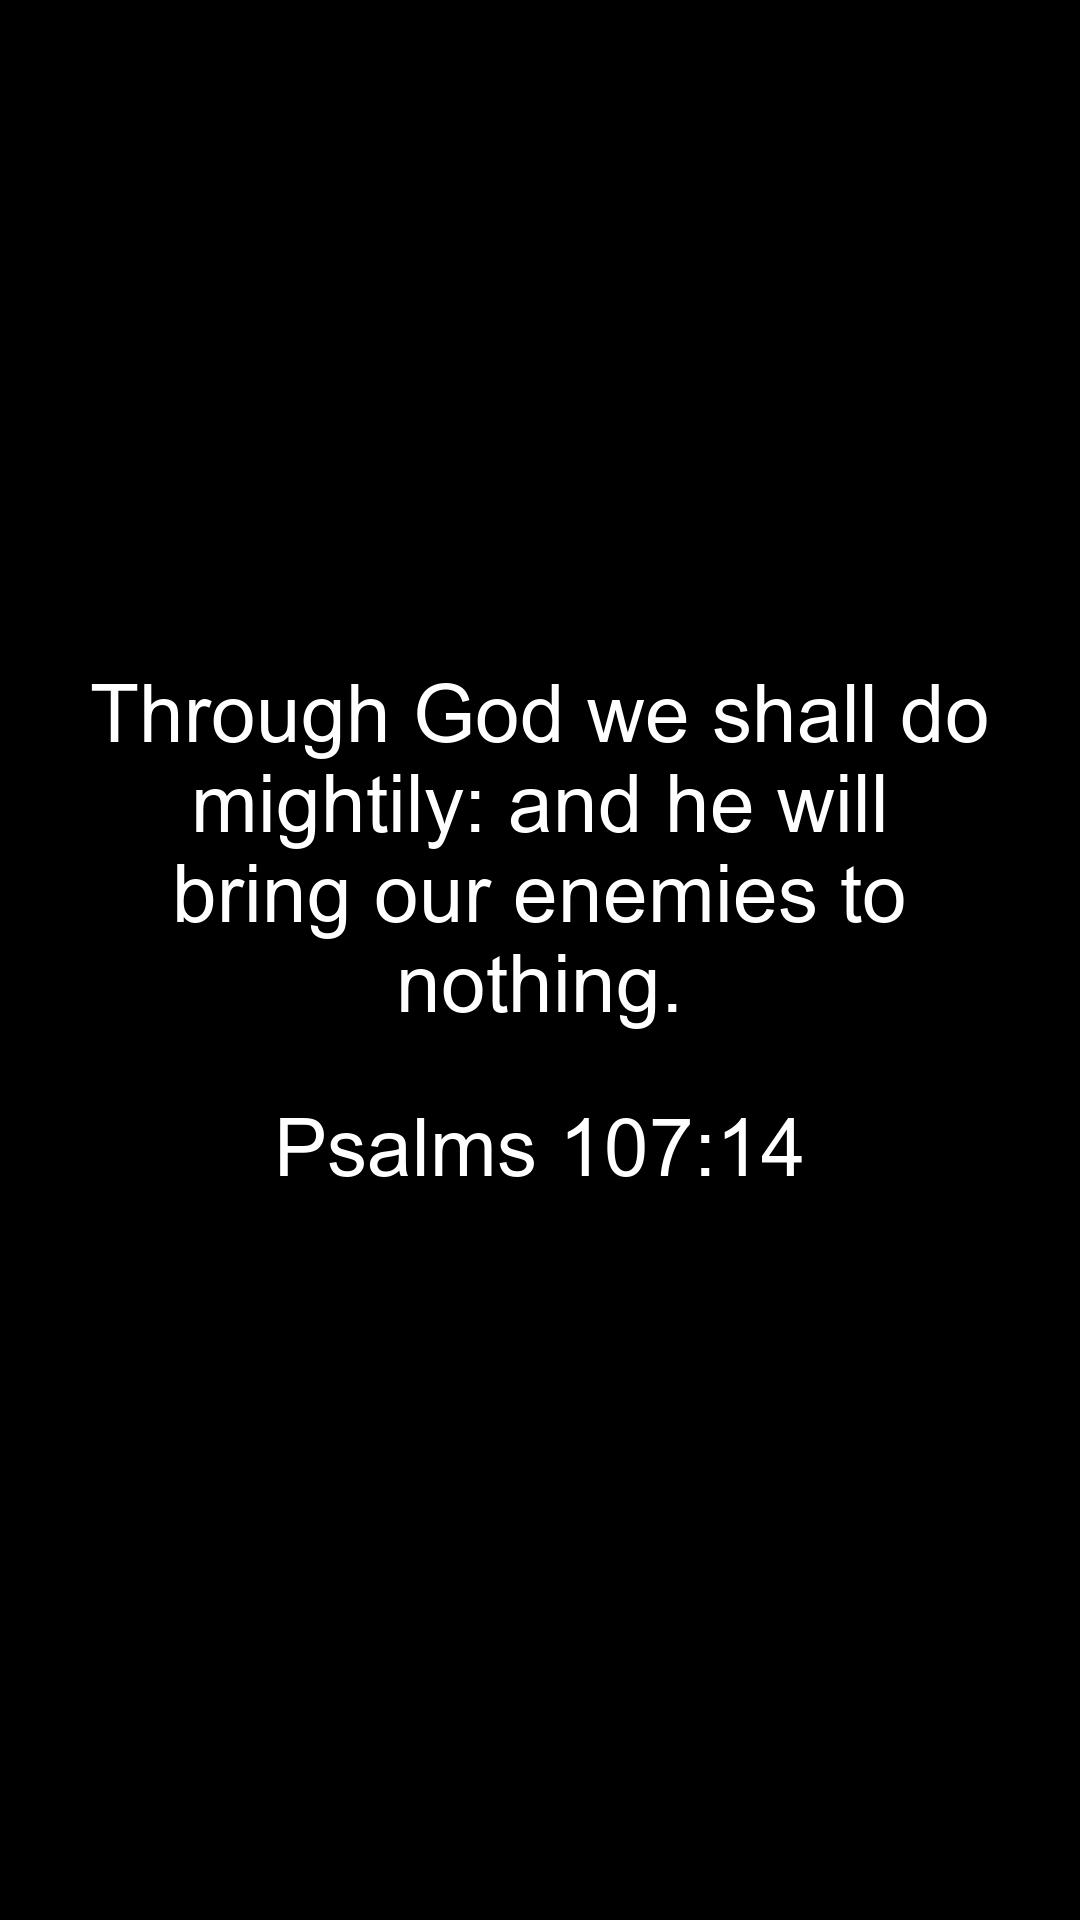 Through God we shall do
mightily: and he will
bring our enemies to
nothing.
Psalms 107:14